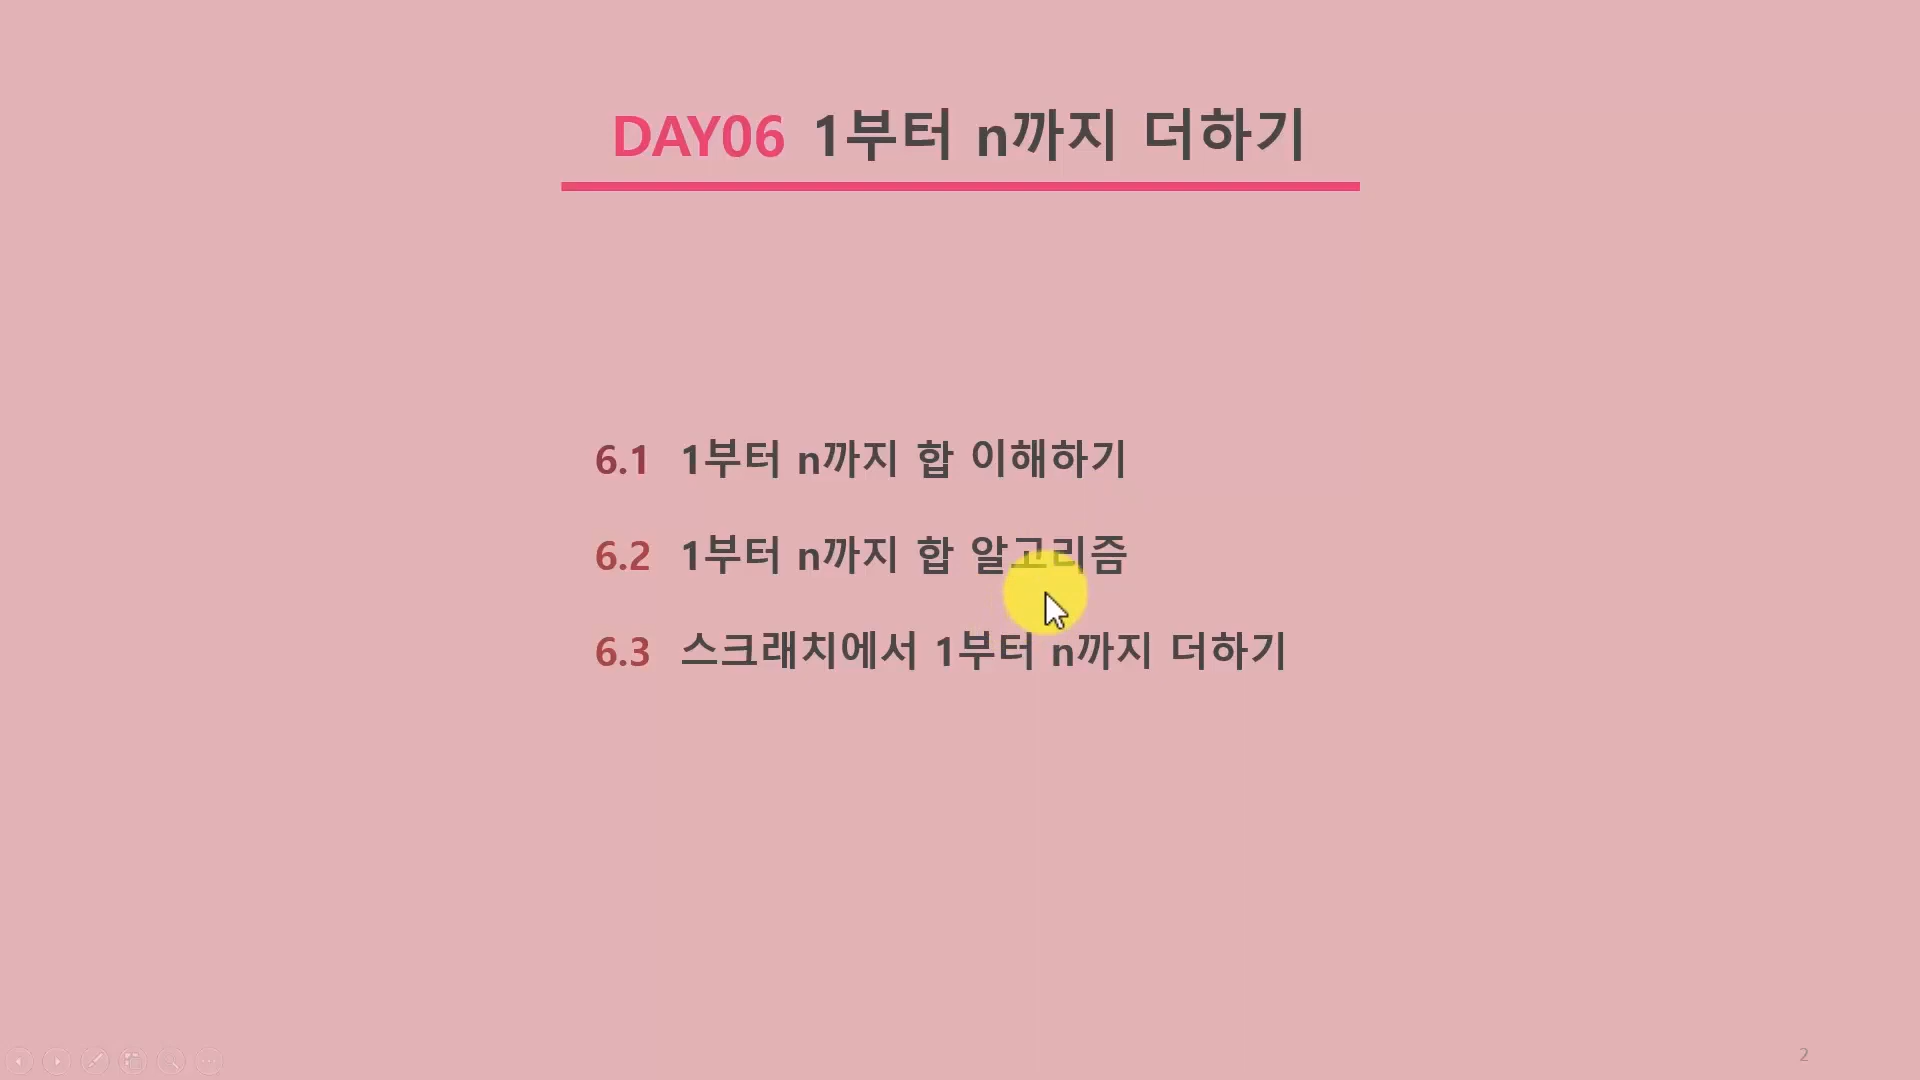 DAY06 1부터 n까지 더하기
6.1 1부터 n까지 합 이해하기
6.2 1부터 n까지 합 알고리즘
6.3 스크래치에서 1부터 n까지 더하기
2